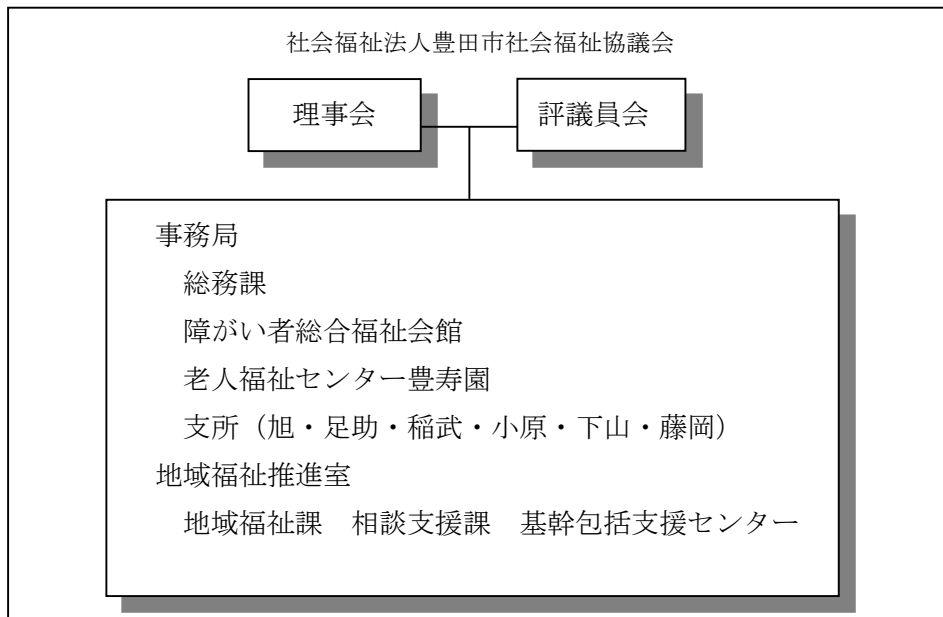 社会福祉法人豊田市社会福祉協議会
理事会
評議員会
事務局
総務課
障がい者総合福祉会館
老人福祉センター豊寿園
支所（旭・足助・稲武・小原・下山・藤岡）
地域福祉推進室
地域福祉課　相談支援課　基幹包括支援センター